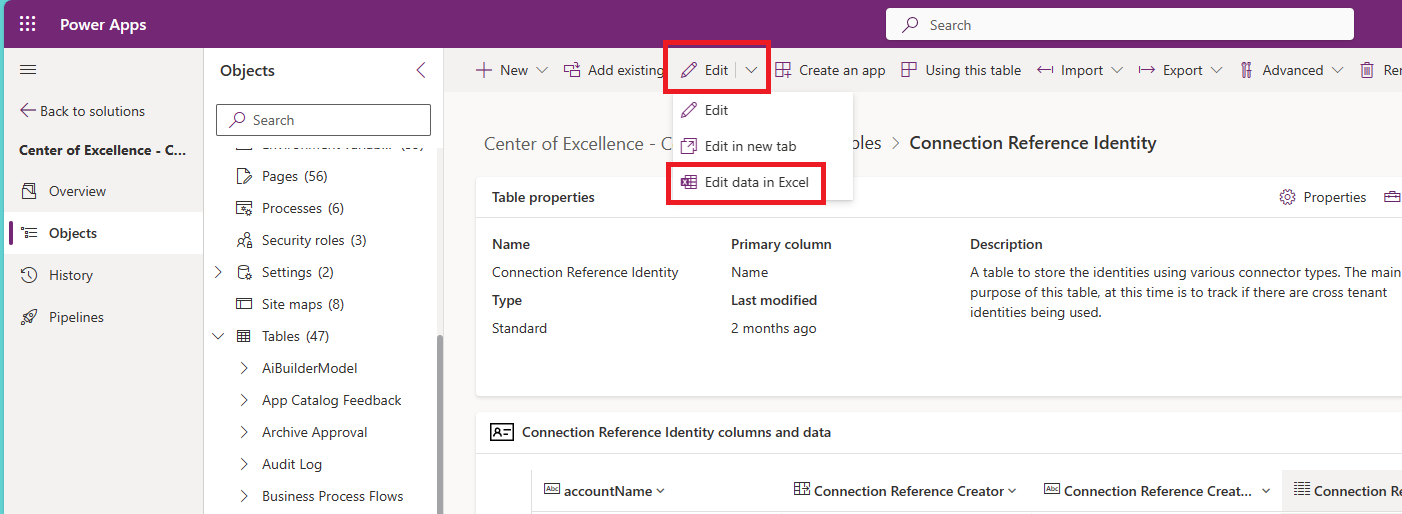 Power Apps
Search
Back to solutions
Center of Excellence - C...
Overview
Objects
History
Pipelines
Objects
Search
Pages (56)
Processes (6)
Security roles (3)
Settings (2)
Site maps (8)
Tables (47)
AiBuilderModel
App Catalog Feedback
Archive Approval
Audit Log
Business Process Flows
New
Add existing
Edit
Create an app
Using this table
Import
Export
Advanced
Edit
Edit in new tab
Edit data in Excel
Center of Excellence - C
Connection Reference Identity
Table properties
Properties
Name
Connection Reference Identity
Type
Standard
Primary column
Name
Last modified
2 months ago
Description
A table to store the identities using various connector types. The main
purpose of this table, at this time is to track if there are cross tenant
identities being used.
Connection Reference Identity columns and data
Abc accountName
Connection Reference Creator
Abc Connection Reference Creat...
Connection Re